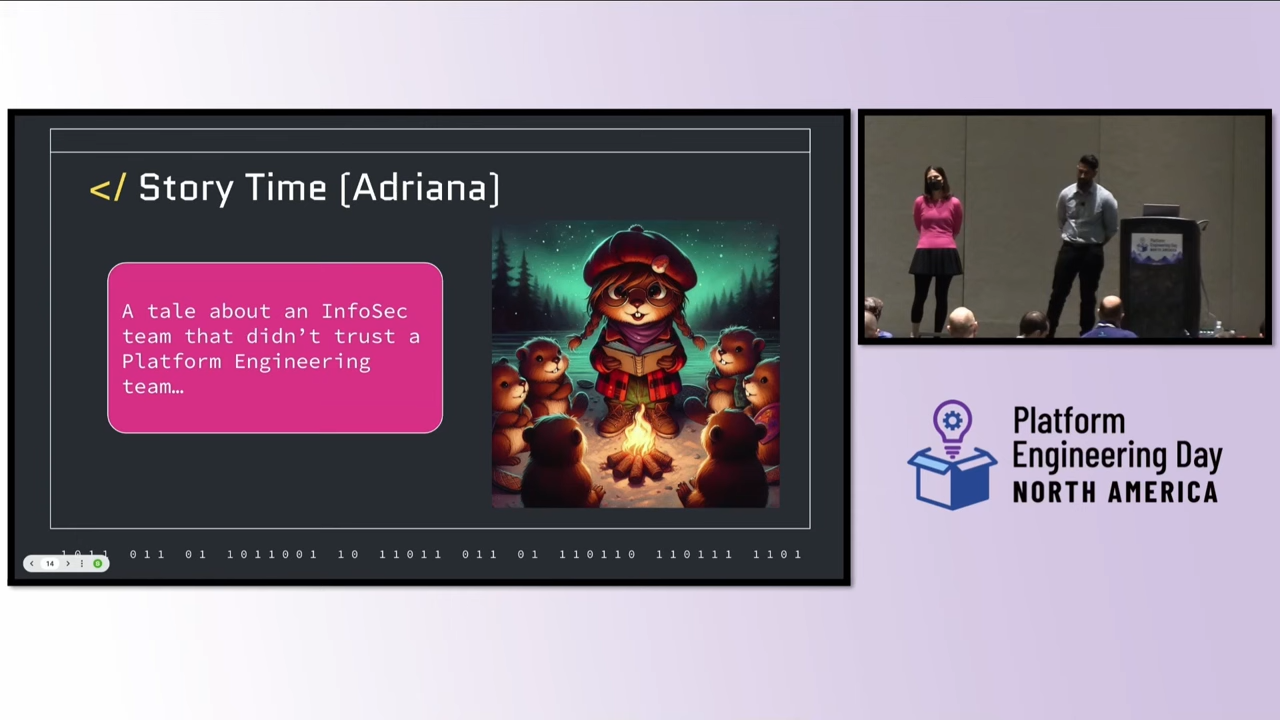 </ Story Time [Adriana]
A tale about an InfoSec
team that didn’t trust a
Platform Engineering
team…
1011 011 01 1011001 10 11011 011 01 110110 110111 1101
14
Platform
Engineering Day
NORTH AMERICA